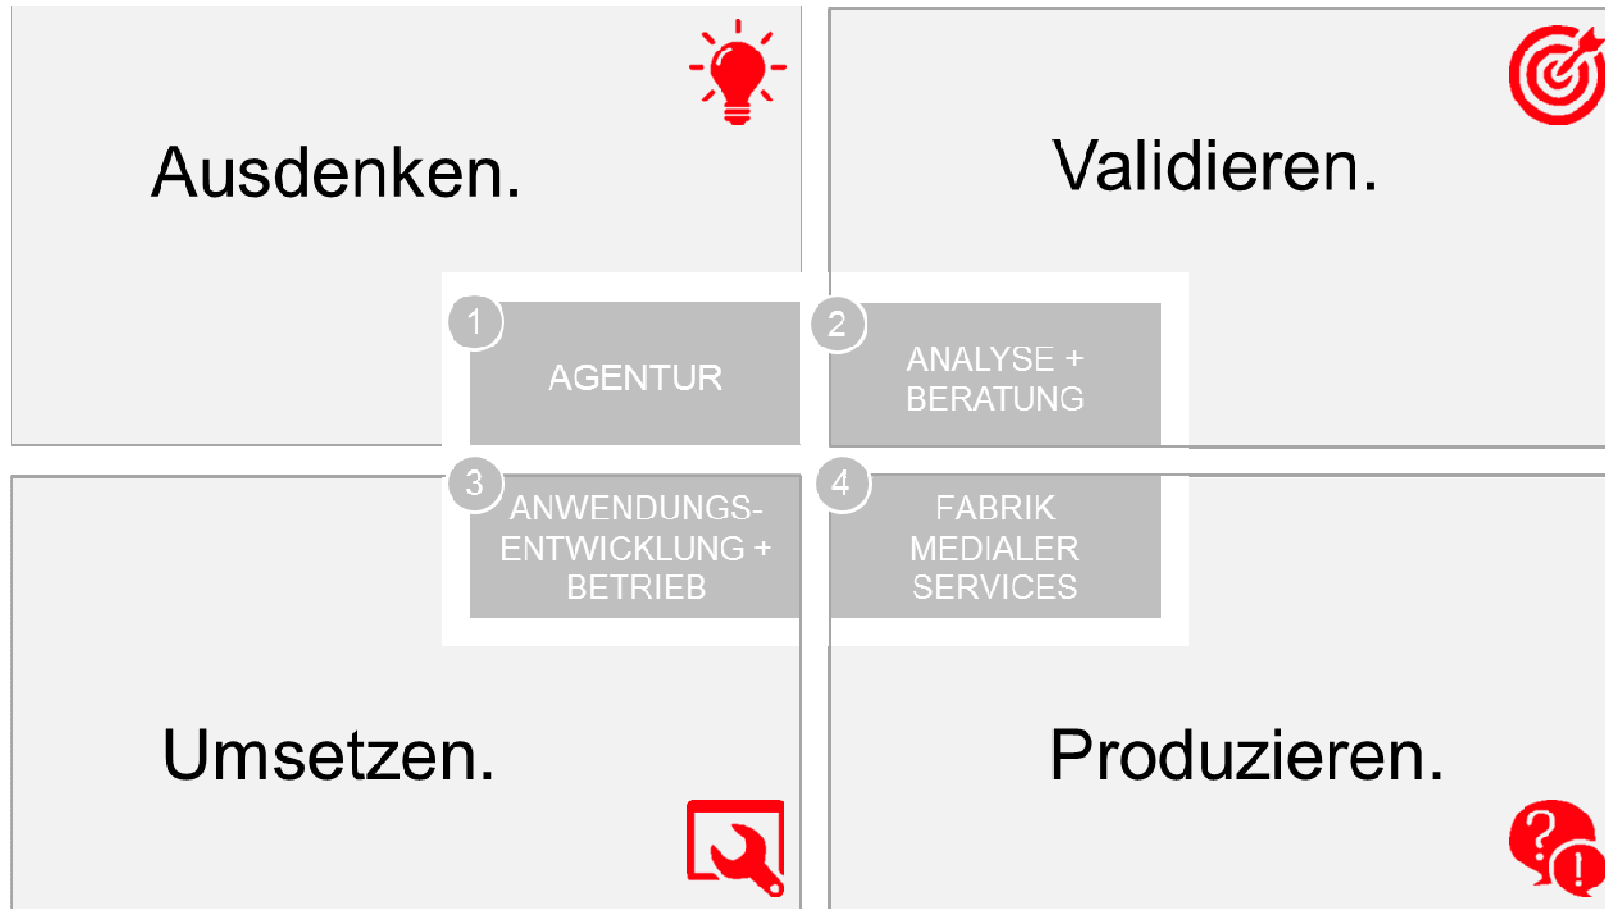 Ausdenken.
Validieren.
1
AGENTUR
2
ANALYSE +
BERATUNG
3
ANWENDUNGS-
ENTWICKLUNG +
BETRIEB
4
FABRIK
MEDIALER
SERVICES
Umsetzen.
Produzieren.
?
!